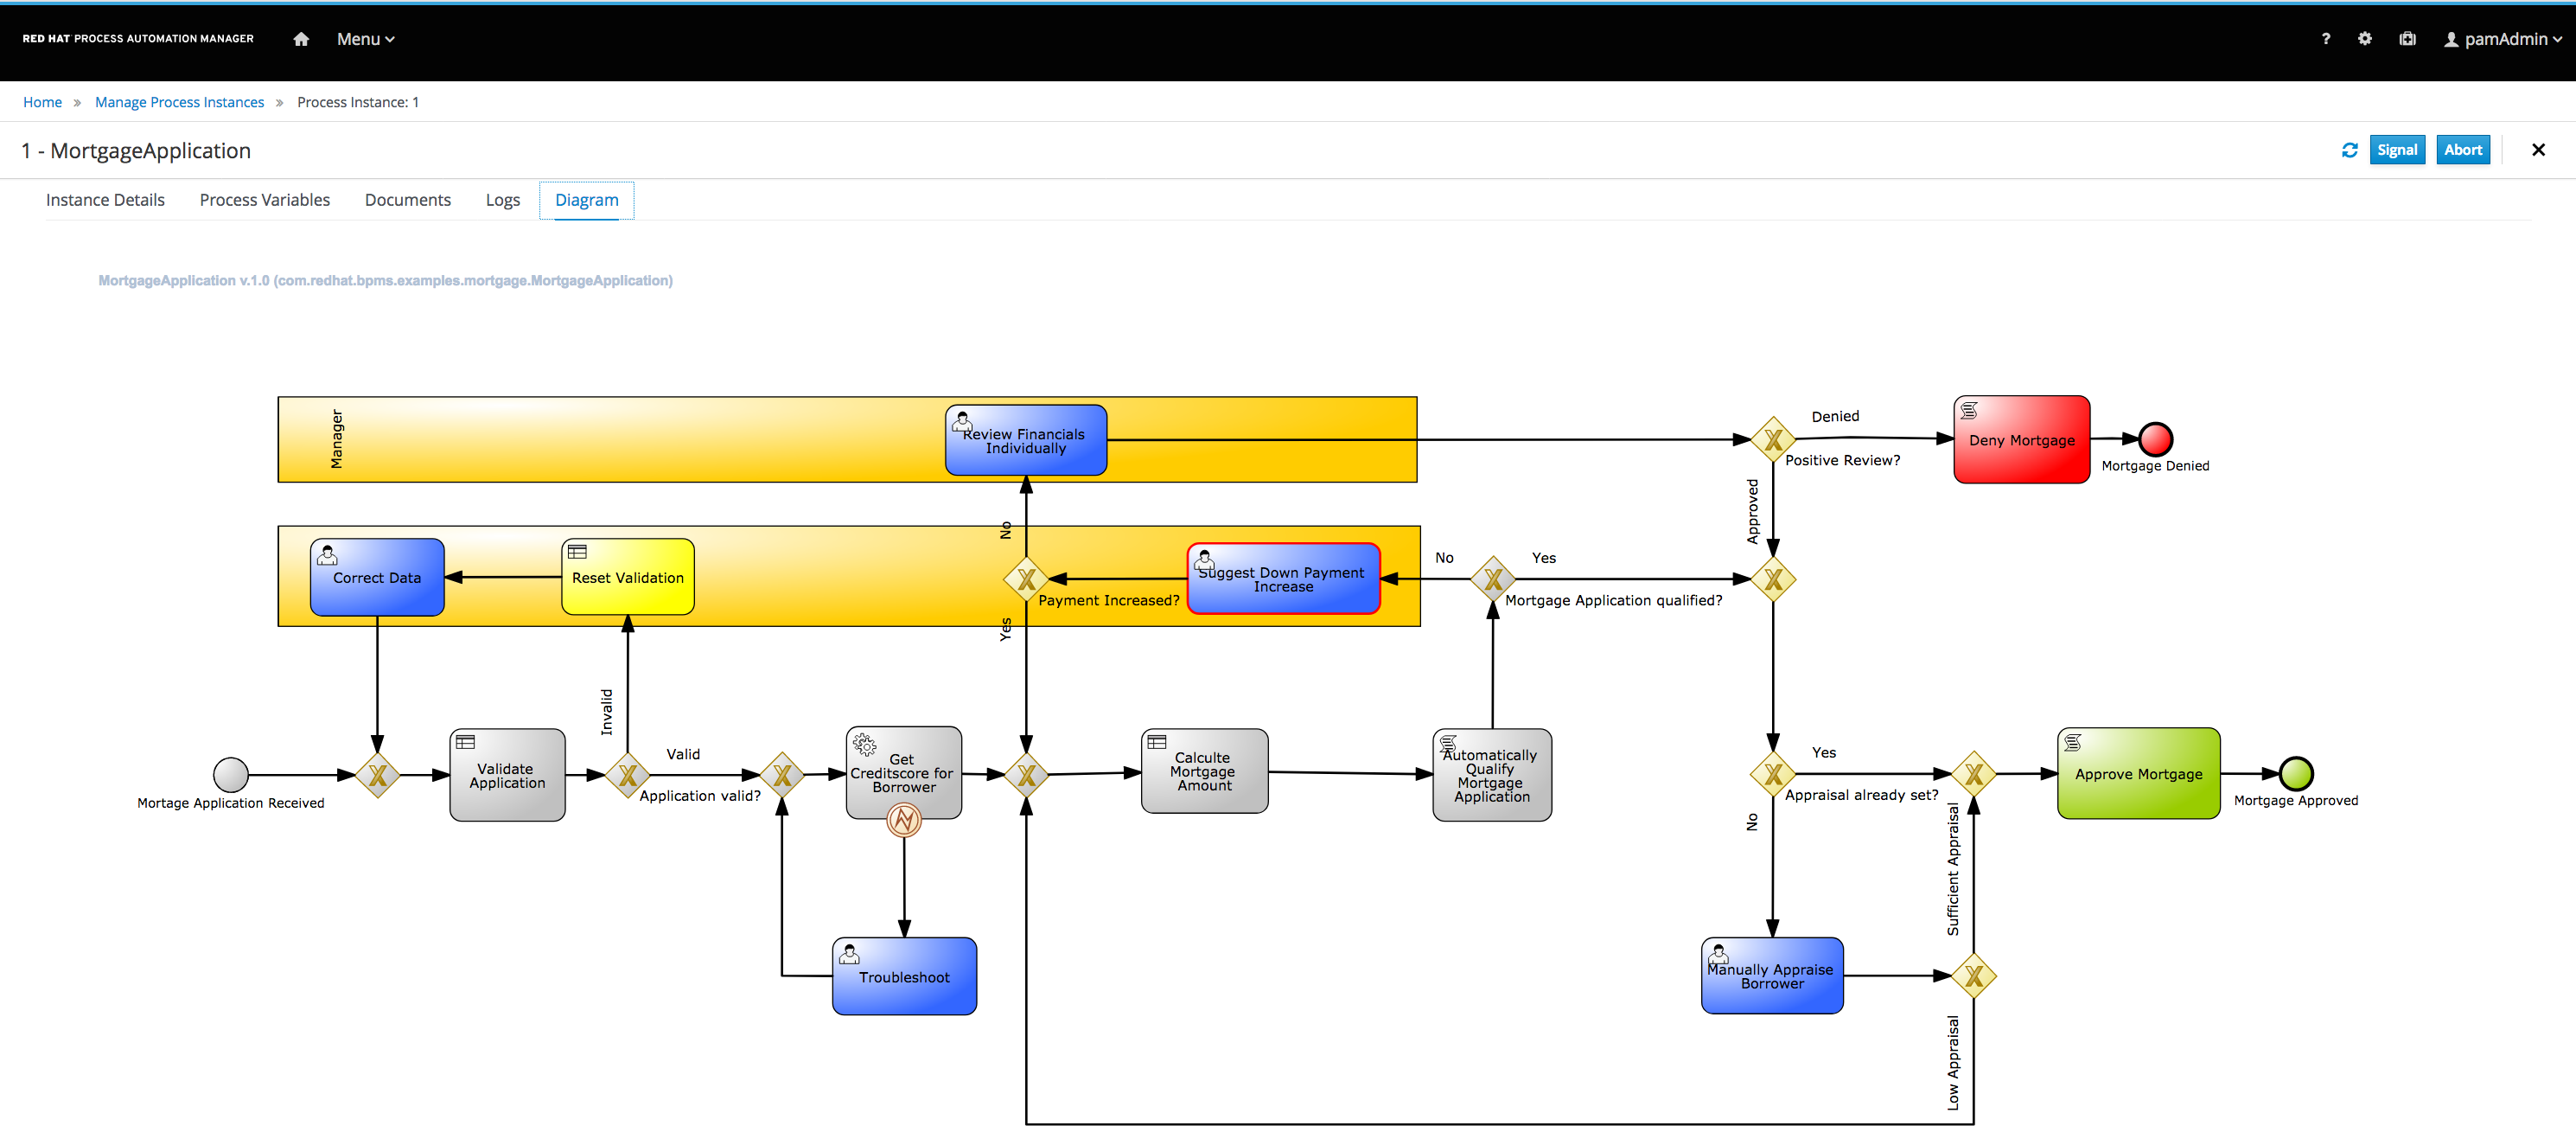 RED HAT PROCESS AUTOMATION MANAGER
Menu
?
pamAdmin
Home » Manage Process Instances » Process Instance: 1
1 - MortgageApplication
Signal
Abort
Instance Details
Process Variables
Documents
Logs
Diagram
MortgageApplication v.1.0 (com.redhat.bpms.examples.mortgage.MortgageApplication)
Manager
Review Financials
Individually
Denied
Positive Review?
Deny Mortgage
Mortgage Denied
Approved
No
Correct Data
Reset Validation
Payment Increased?
Suggest Down Payment
Increase
No
Yes
Mortgage Application qualified?
Yes
Invalid
Mortage Application Received
Validate
Application
Valid
Application valid?
Get
Creditscore for
Borrower
Calculte
Mortgage
Amount
Automatically
Qualify
Mortgage
Application
Yes
Appraisal already set?
No
Approve Mortgage
Mortgage Approved
Sufficient Appraisal
Troubleshoot
Manually Appraise
Borrower
Low Appraisal